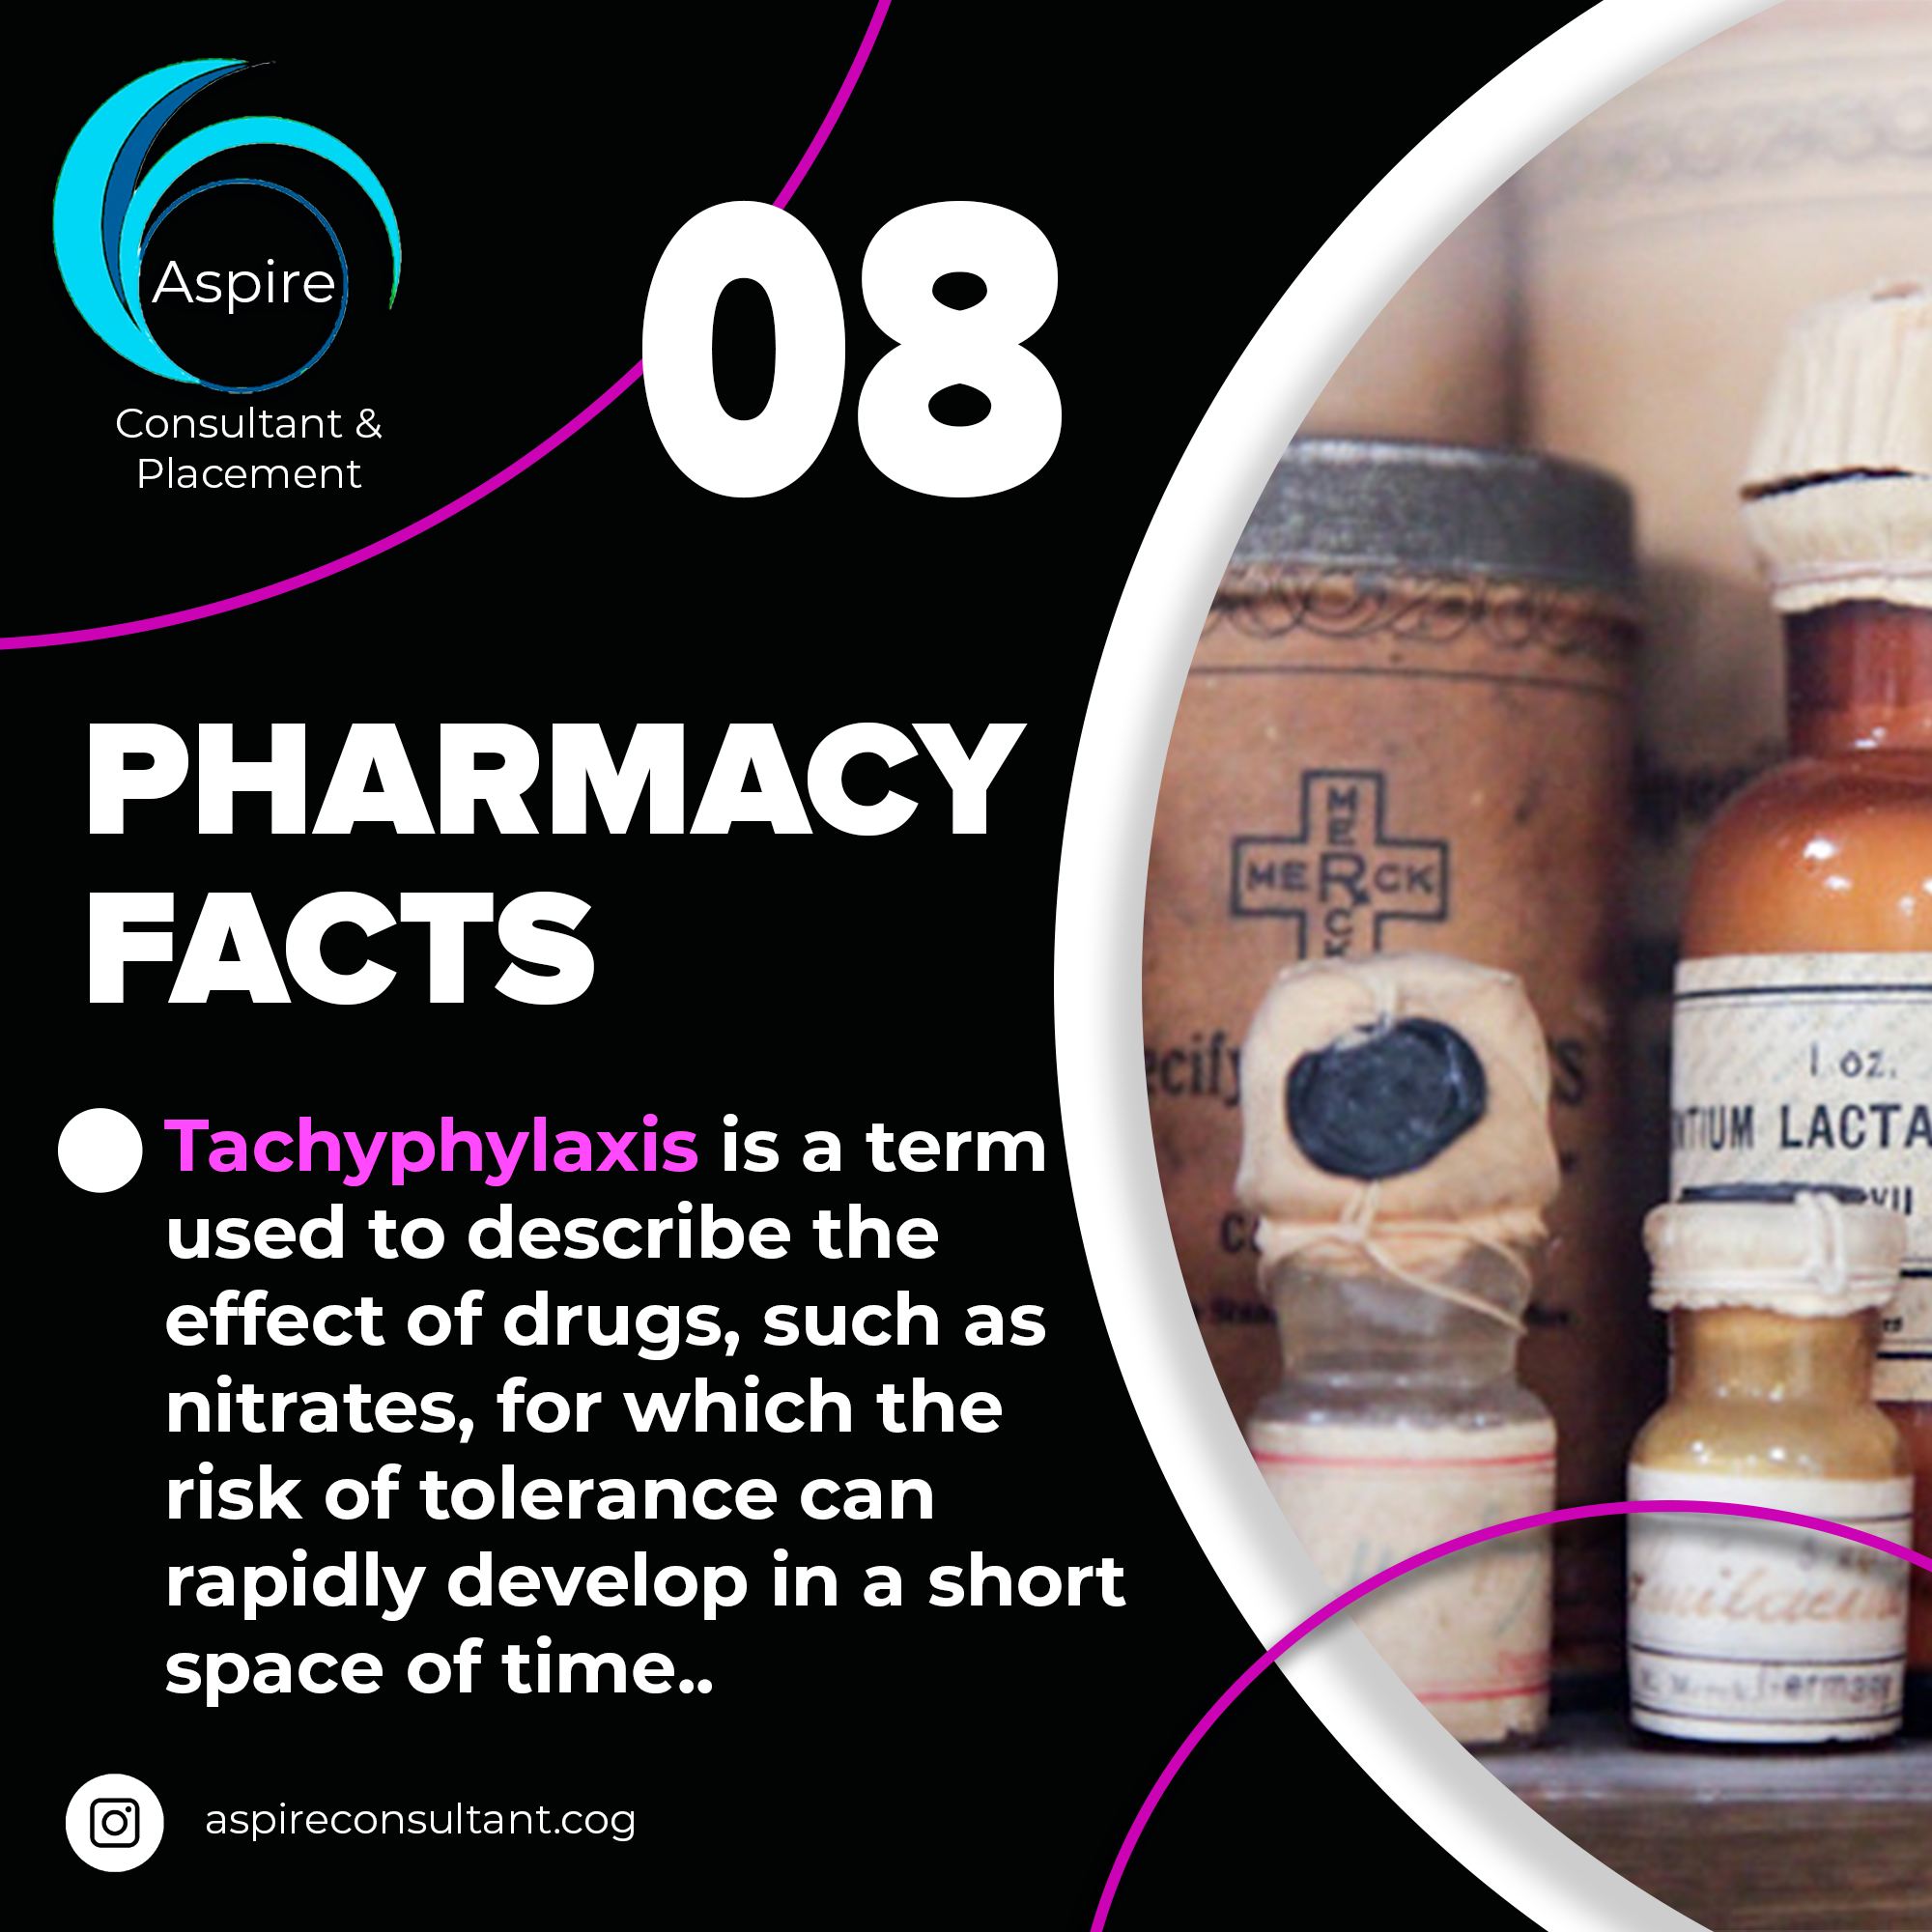 Aspire
Consultant &
Placement
08
PHARMACY
FACTS
Tachyphylaxis is a term
used to describe the
effect of drugs, such as
nitrates, for which the
risk of tolerance can
rapidly develop in a short
space of time..
aspireconsultant.cog
MERCK
MERCK
1 oz.
LACTA